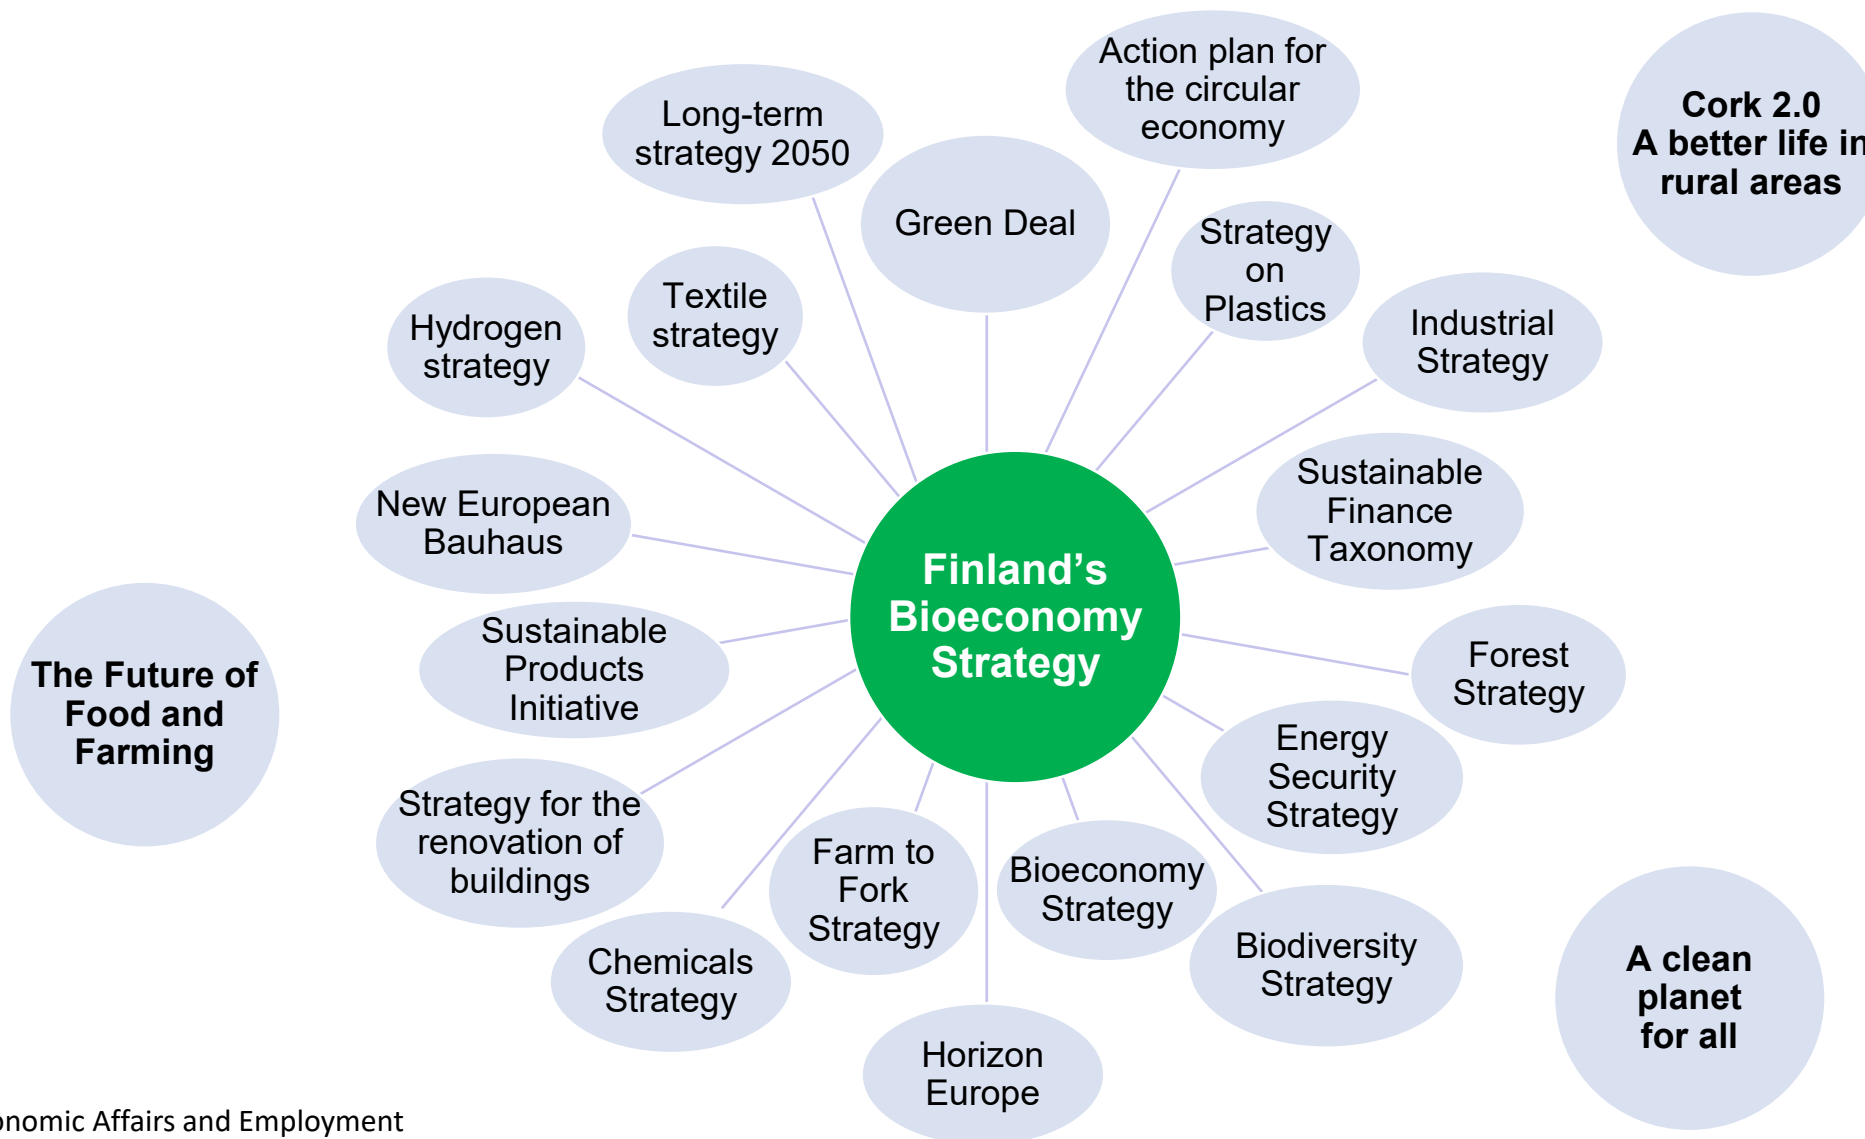 Action plan for
the circular
economy
Cork 2.0
A better life in
rural areas
Long-term
strategy 2050
Green Deal
Strategy
on
Plastics
Textile
strategy
Hydrogen
strategy
Industrial
Strategy
Sustainable
Finance
Taxonomy
New European
Bauhaus
Finland’s
Bioeconomy
Strategy
Sustainable
Products
Initiative
Forest
Strategy
The Future of
Food and
Farming
Energy
Security
Strategy
Strategy for the
renovation of
buildings
Farm to
Fork
Strategy
Bioeconomy
Strategy
Biodiversity
Strategy
Chemicals
Strategy
A clean
planet
for all
Horizon
Europe
onomic Affairs and Employment